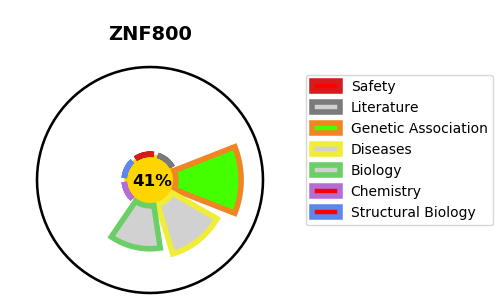 ZNF800
41%
Safety
Literature
Genetic Association
Diseases
Biology
Chemistry
Structural Biology